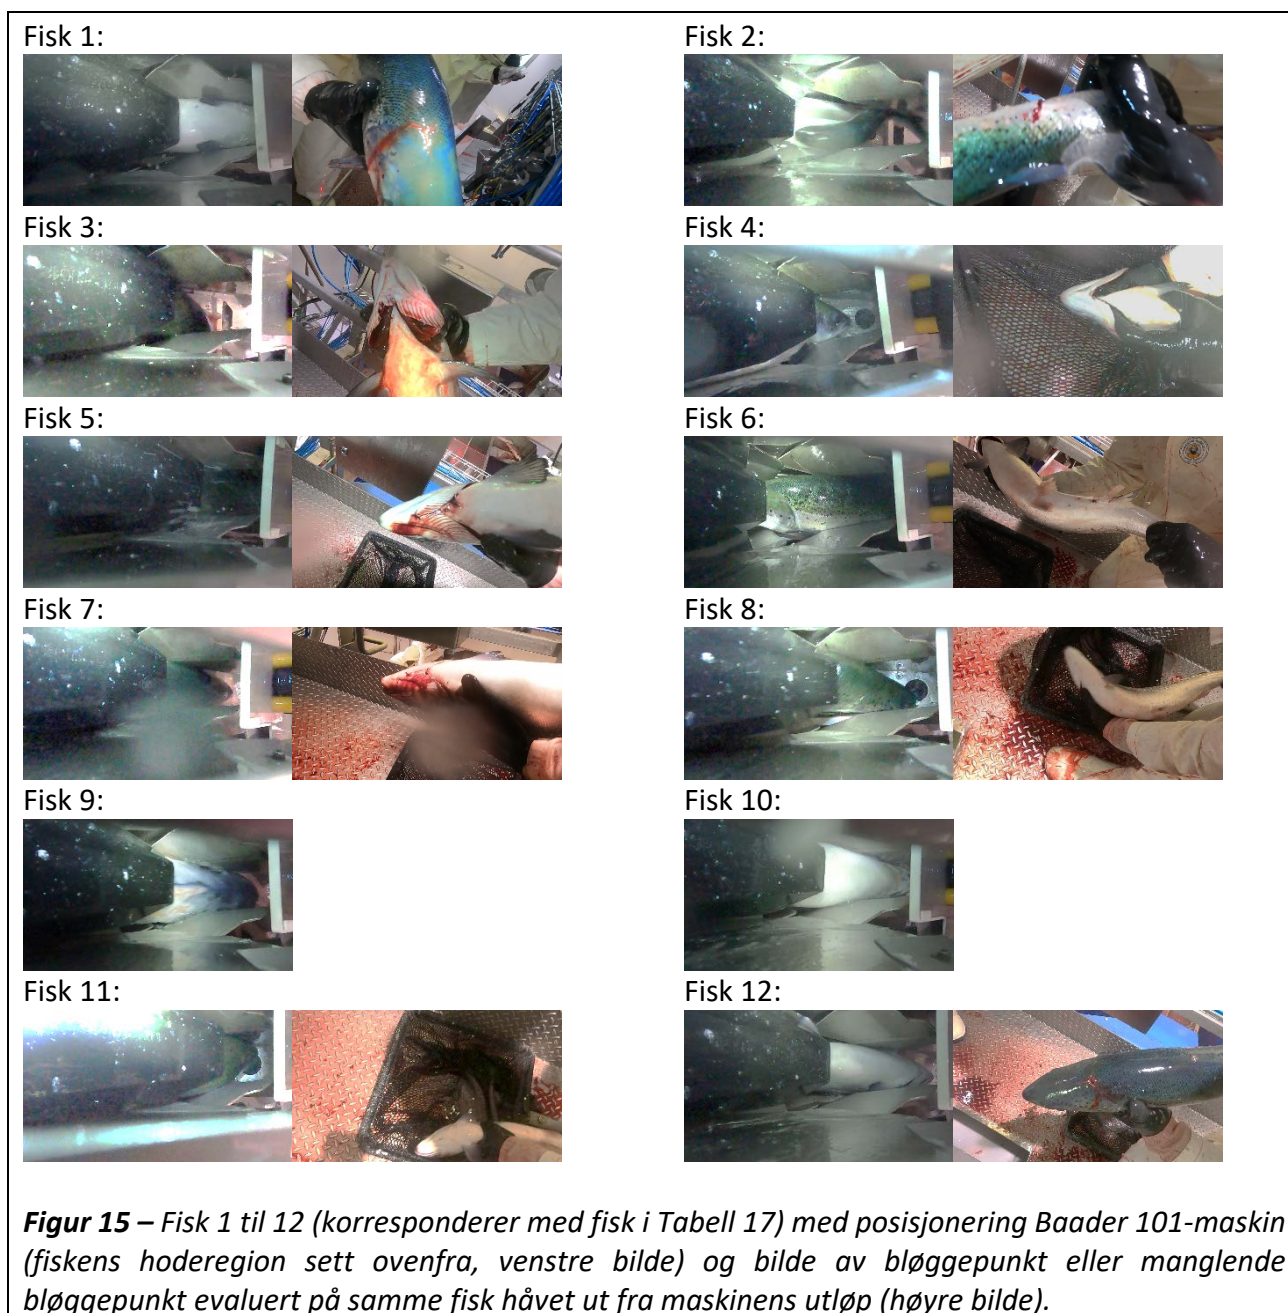 Fisk 1:
Fisk 2:
Fisk 3:
Fisk 4:
Fisk 5:
Fisk 6:
Fisk 7:
Fisk 8:
Fisk 9:
Fisk 10:
Fisk 11:
Fisk 12:
Figur 15 – Fisk 1 til 12 (korresponderer med fisk i Tabell 17) med posisjonering Baader 101-maskin
(fiskens hoderegion sett ovenfra, venstre bilde) og bilde av bløggepunkt eller manglende
bløggepunkt evaluert på samme fisk håvet ut fra maskinens utløp (høyre bilde).